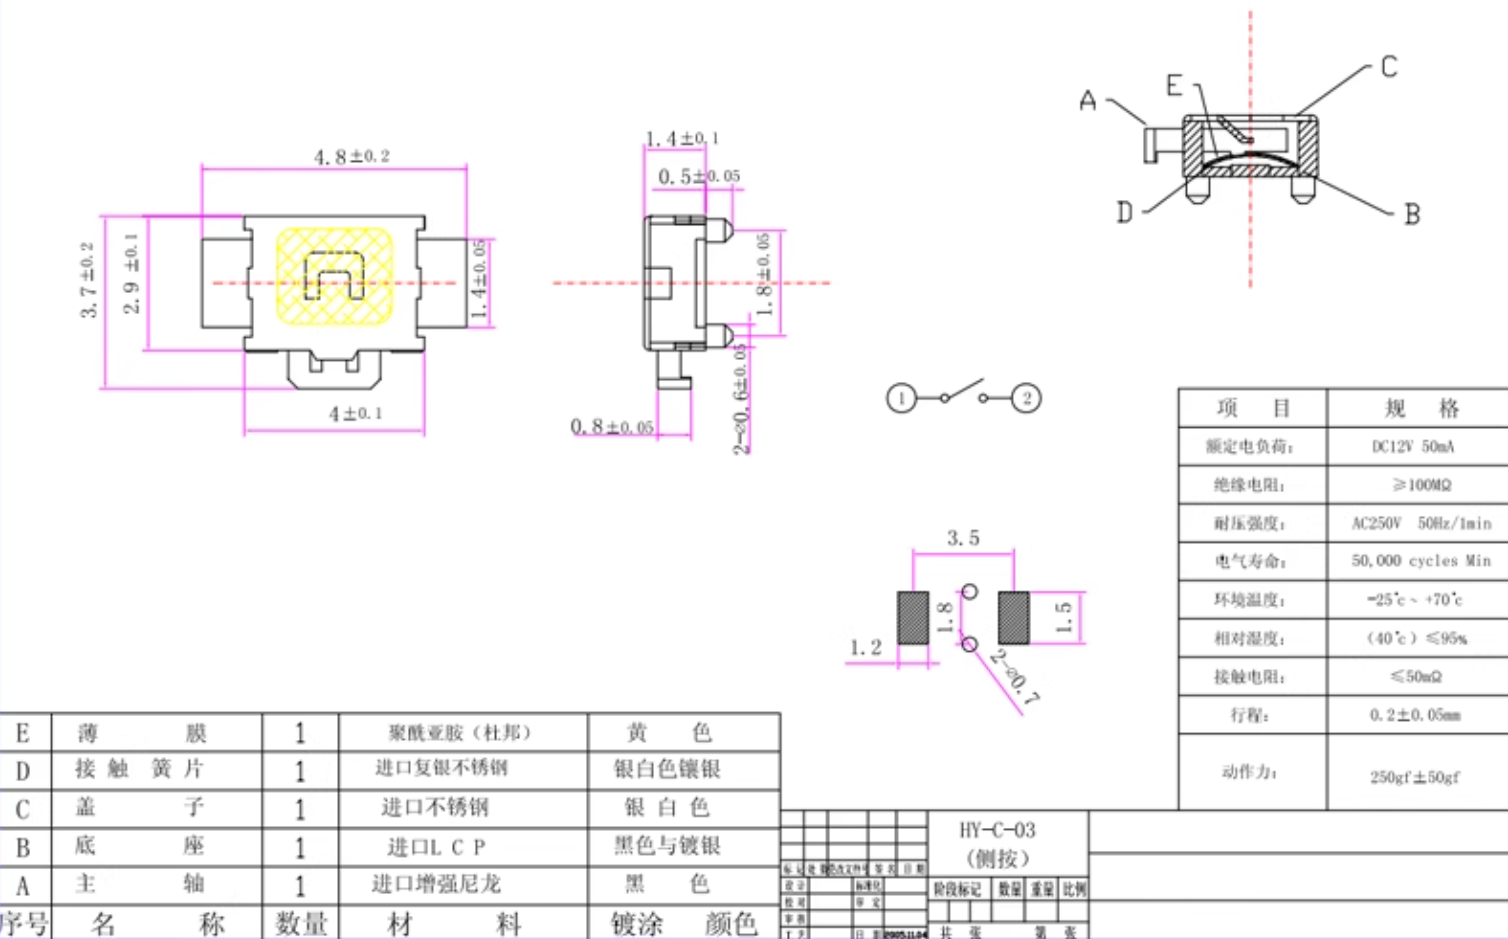 4.8±0.2
3.7±0.2
2.9 ±0.1
1.4±0.05
4±0.1
1.4±0.1
0.5±0.05
1.8±0.05
0.8±0.05
2-ø0.6±0.05
A
E
C
D
B
1
2
3.5
1.8
1.5
1.2
2-ø0.7
项 目 规 格
额定电负荷: DC12V 50mA
绝缘电阻: ≥100MΩ
耐压强度: AC250V 50Hz/1min
电气寿命: 50,000 cycles Min
环境温度: -25℃ ~ +70℃
相对湿度: (40℃) ≤95%
接触电阻: ≤50mΩ
行程: 0.2±0.05mm
动作力: 250gf±50gf
E 薄 膜 1 聚酰亚胺(杜邦) 黄 色
D 接触簧片 1 进口复银不锈钢 银白色镶银
C 盖 子 1 进口不锈钢 银白色
B 底 座 1 进口LCP 黑色与镀银
A 主 轴 1 进口增强尼龙 黑 色
序号 名 称 数量 材 料 镀涂 颜色
HY-C-03
(侧按)
标记 处数 更改文件号 签名 日期
设计 标准化
校对 审定
审核
日期 2005.11.04
阶段标记 数量 重量 比例
共 张 第 张